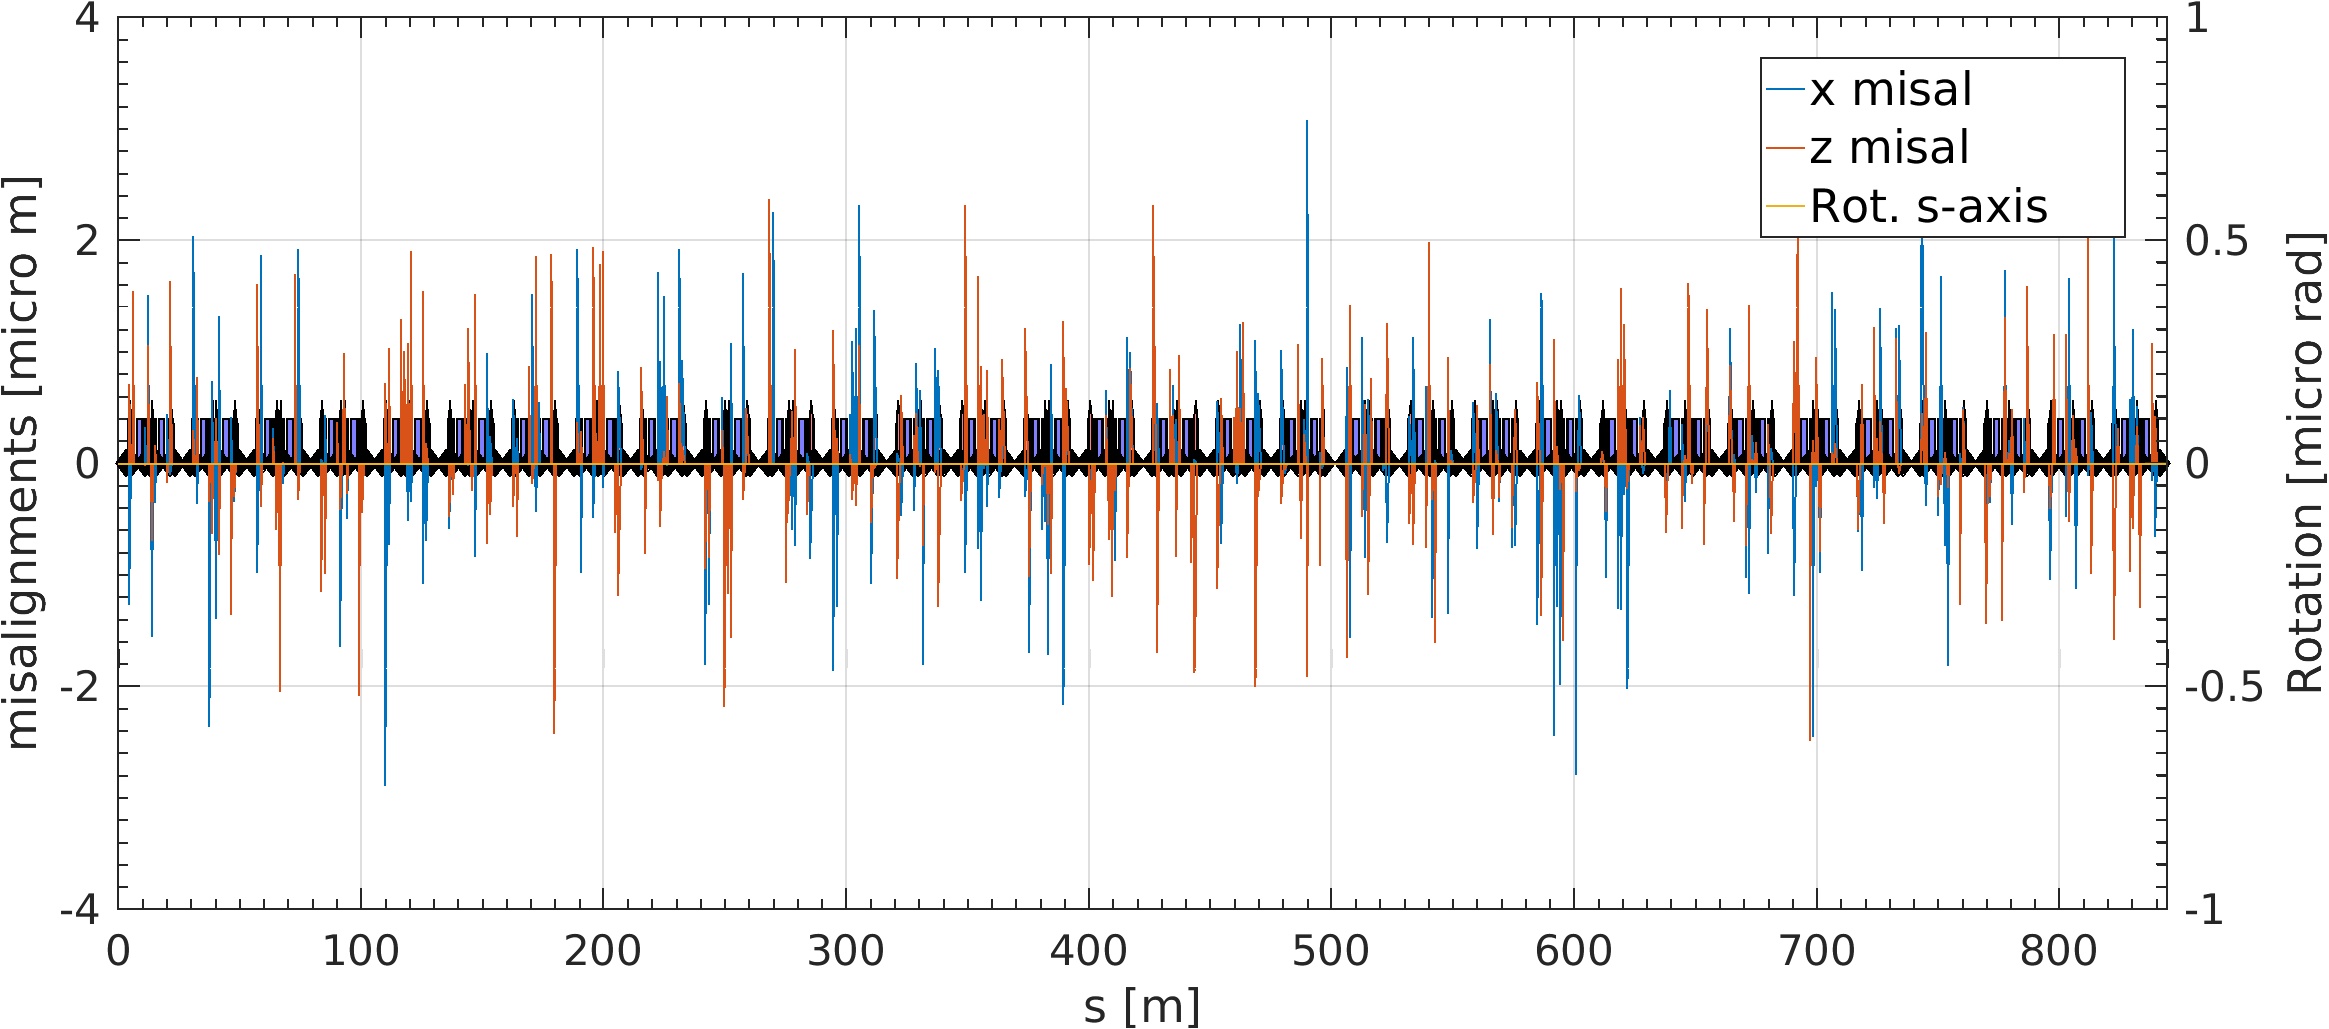 4
2
0
-2
-4
misalignments [micro m]
1
0.5
0
-0.5
-1
Rotation [micro rad]
x misal
z misal
Rot. s-axis
0 100 200 300 400 500 600 700 800
s [m]